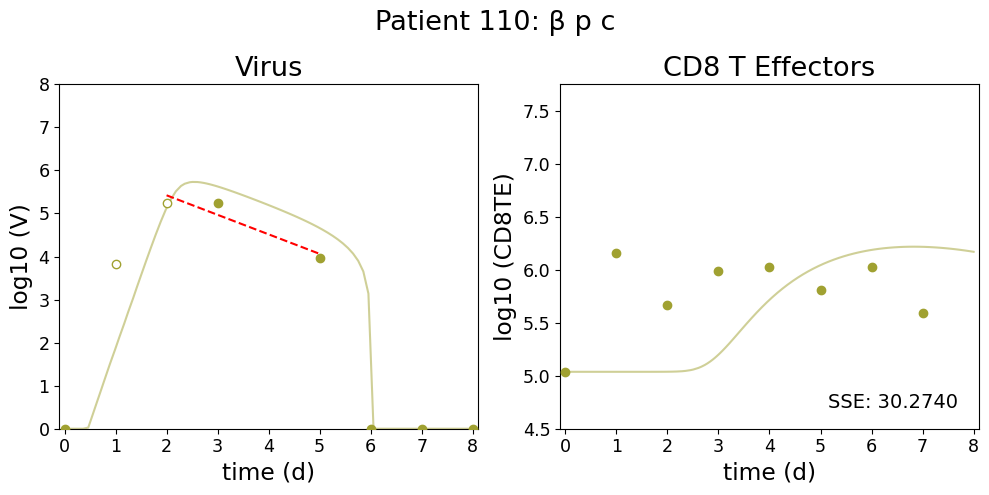 Patient 110: β p c
Virus
CD8 T Effectors
log10 (V)
8
7
6
5
4
3
2
1
0
0 1 2 3 4 5 6 7 8
time (d)
log10 (CD8TE)
7.5
7.0
6.5
6.0
5.5
5.0
4.5
SSE: 30.2740
0 1 2 3 4 5 6 7 8
time (d)